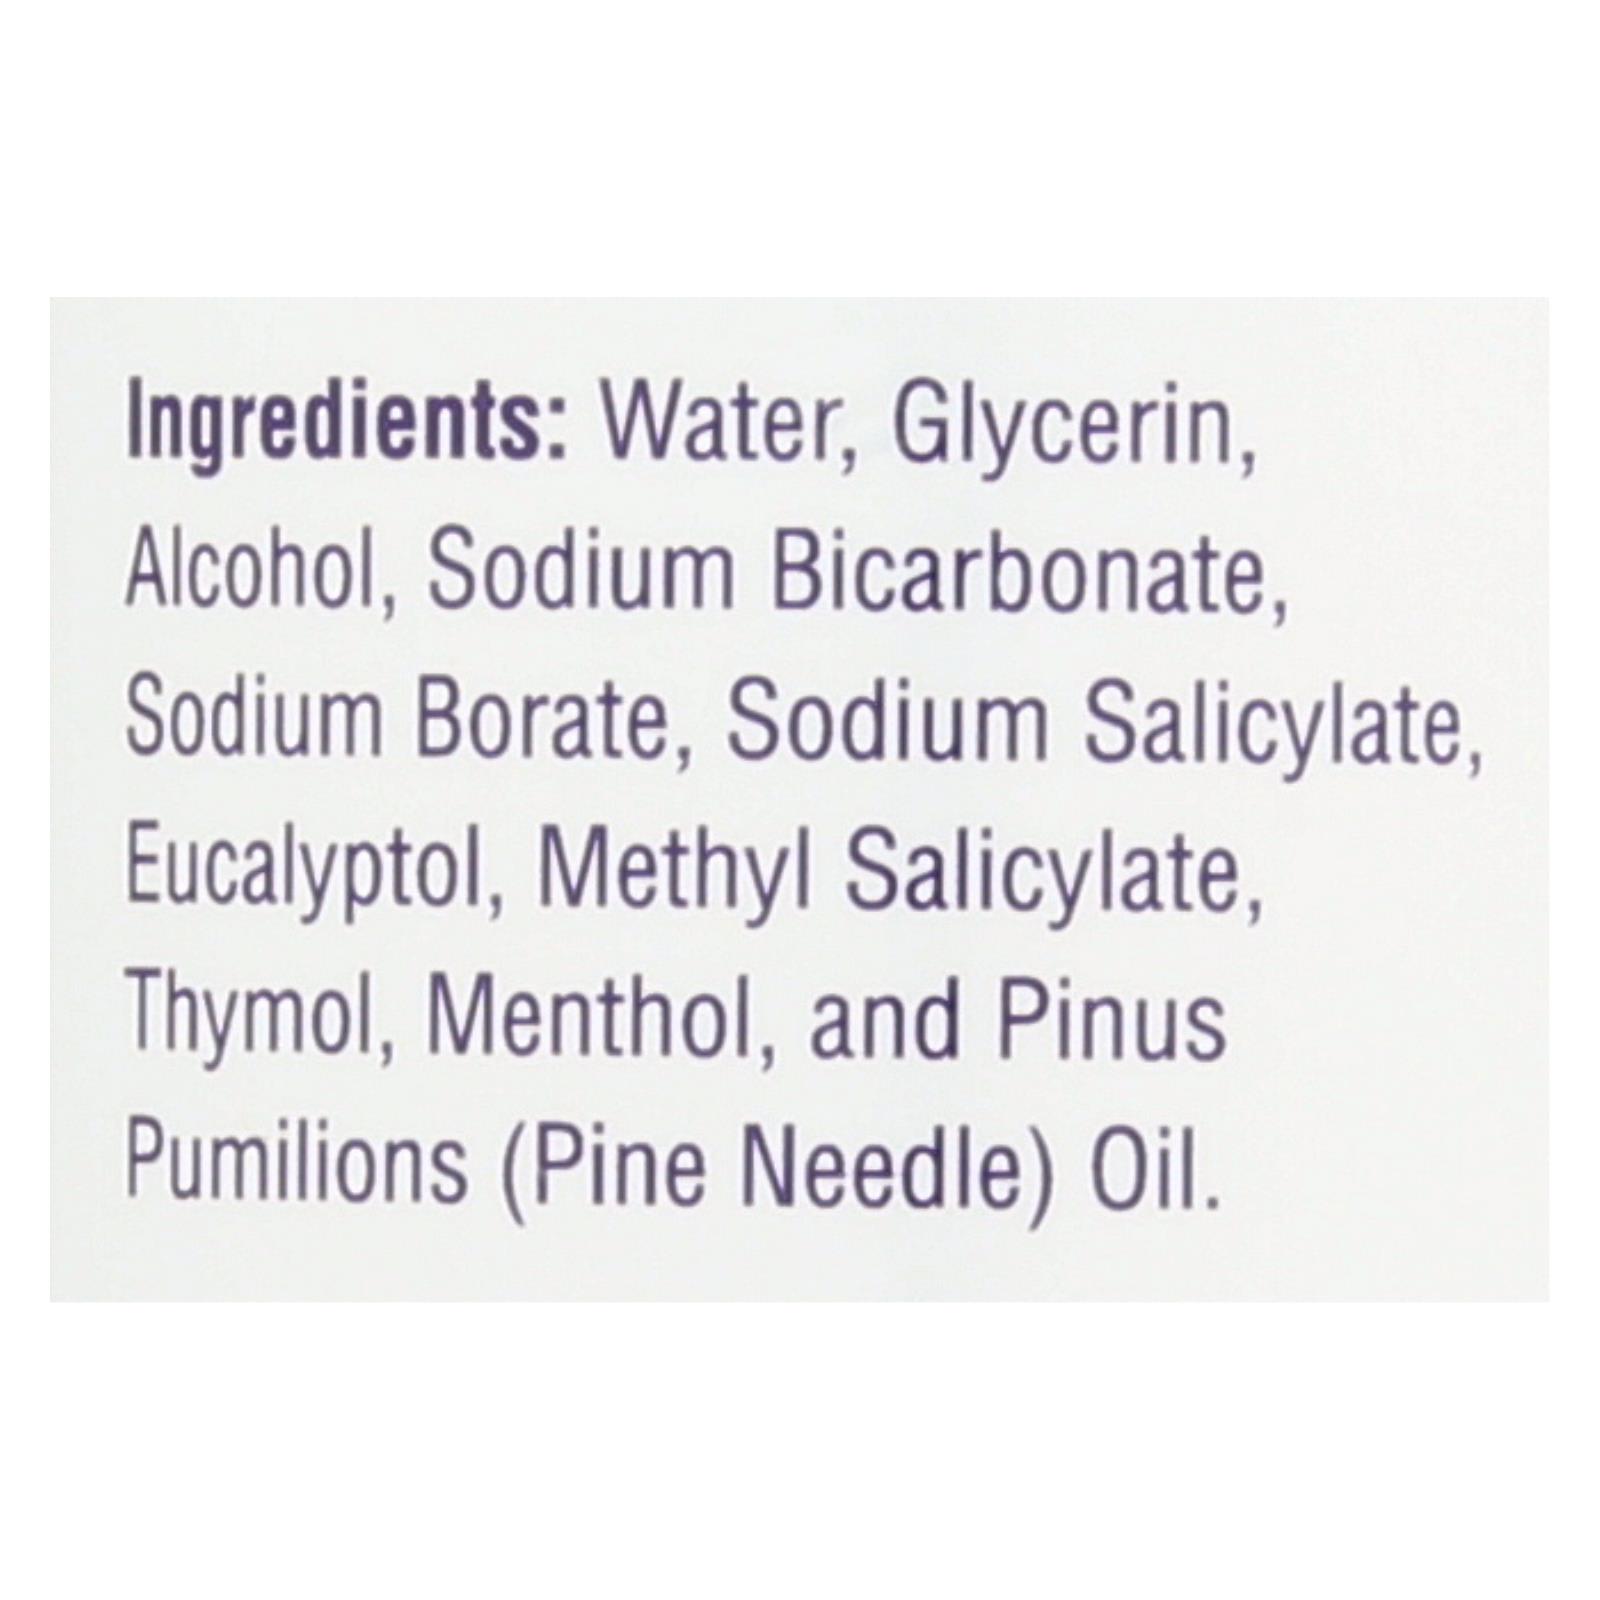 Ingredients: Water, Glycerin,
Alcohol, Sodium Bicarbonate,
Sodium Borate, Sodium Salicylate,
Eucalyptol, Methyl Salicylate,
Thymol, Menthol, and Pinus
Pumilions (Pine Needle) Oil.